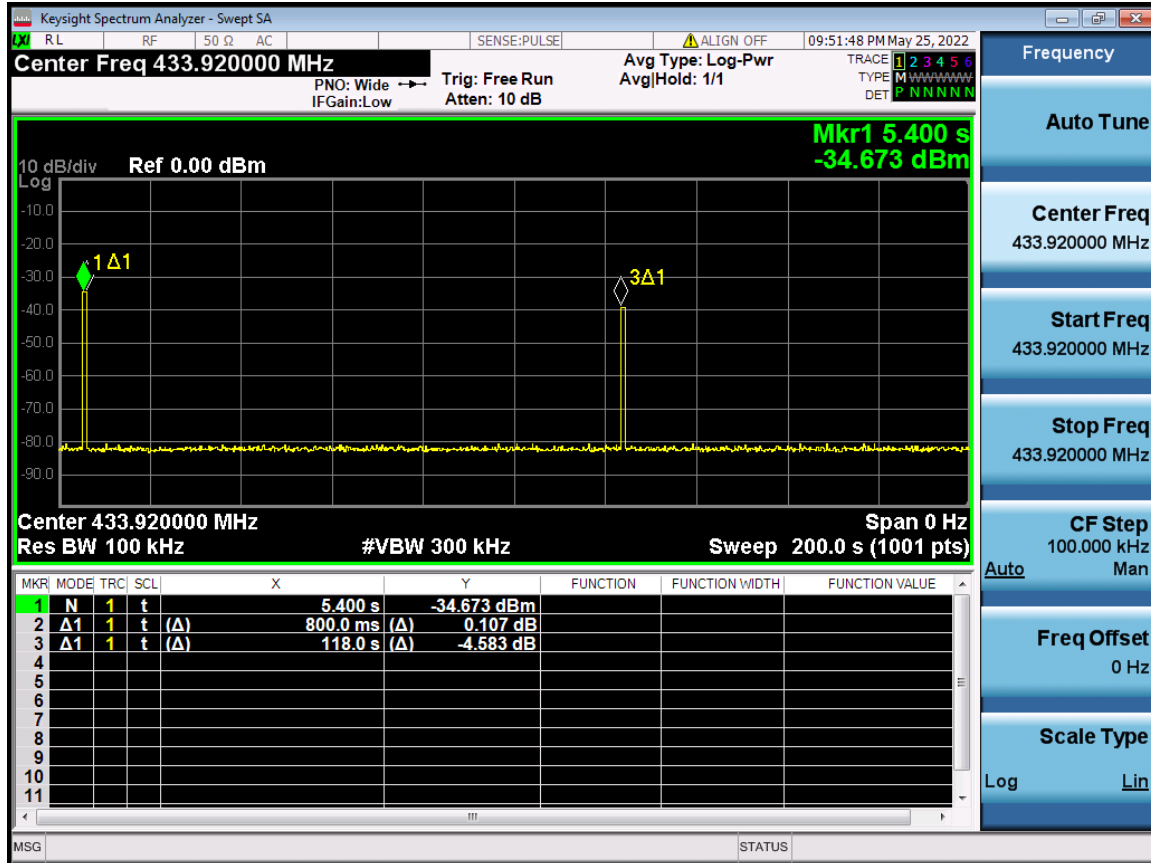 Keysight Spectrum Analyzer - Swept SA
LXI RL RF 50 Ω AC SENSE:PULSE ALIGN OFF 09:51:48 PM May 25, 2022
Center Freq 433.920000 MHz
PNO: Wide
IFGain:Low
Trig: Free Run
Atten: 10 dB
Avg Type: Log-Pwr
Avg|Hold: 1/1
TRACE 1 2 3 4 5 6
TYPE M WWWWW
DET P N N N N N
Mkr1 5.400 s
-34.673 dBm
10 dB/div Ref 0.00 dBm
Log
-10.0
-20.0
-30.0
-40.0
-50.0
-60.0
-70.0
-80.0
-90.0
1Δ1
3Δ1
Center 433.920000 MHz Span 0 Hz
Res BW 100 kHz #VBW 300 kHz Sweep 200.0 s (1001 pts)
MKR MODE TRC SCL X Y FUNCTION FUNCTION WIDTH FUNCTION VALUE
1 N 1 t 5.400 s -34.673 dBm
2 Δ1 1 t (Δ) 800.0 ms (Δ) 0.107 dB
3 Δ1 1 t (Δ) 118.0 s (Δ) -4.583 dB
4
5
6
7
8
9
10
11
MSG STATUS
Frequency
Auto Tune
Center Freq
433.920000 MHz
Start Freq
433.920000 MHz
Stop Freq
433.920000 MHz
CF Step
100.000 kHz
Auto Man
Freq Offset
0 Hz
Scale Type
Log Lin